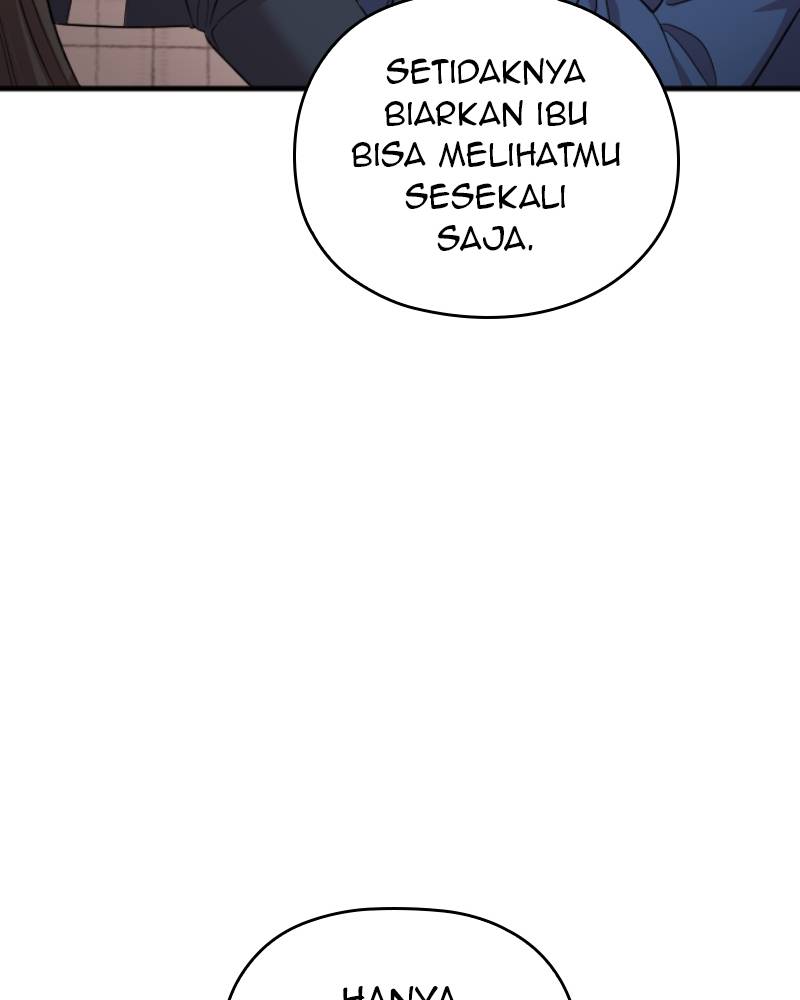 SETIDAKNYA
BIARKAN IBU
BISA MELIHATMU
SESEKALI
SAJA.
HANYA